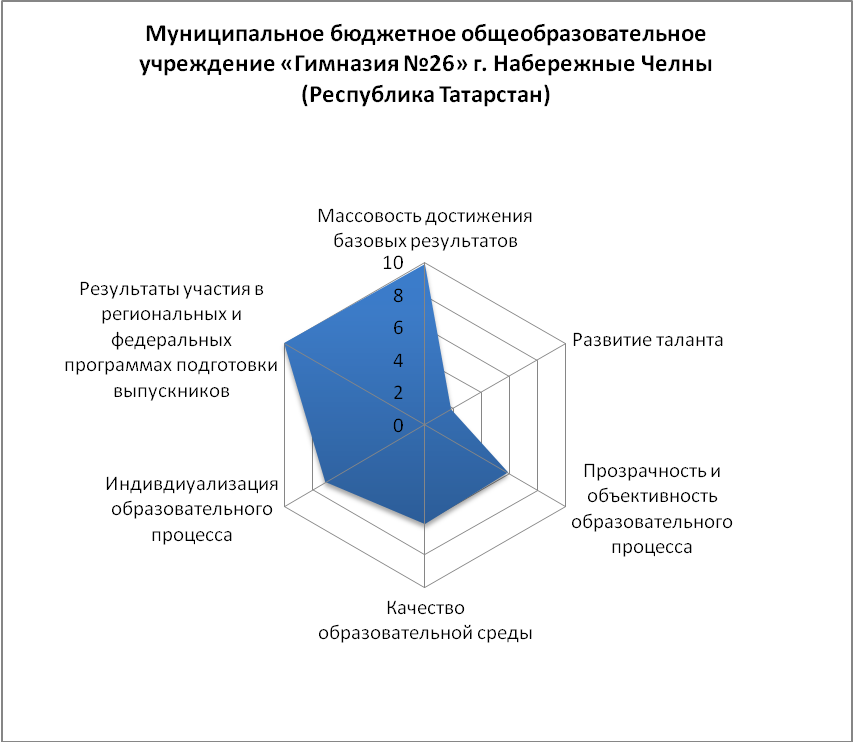 Муниципальное бюджетное общеобразовательное
учреждение «Гимназия №26» г. Набережные Челны
(Республика Татарстан)
Массовость достижения
базовых результатов
10
8
6
4
2
0
Развитие таланта
Прозрачность и
объективность
образовательного
процесса
Качество
образовательной среды
Индивдиуализация
образовательного
процесса
Результаты участия в
региональных и
федеральных
программах подготовки
выпускников